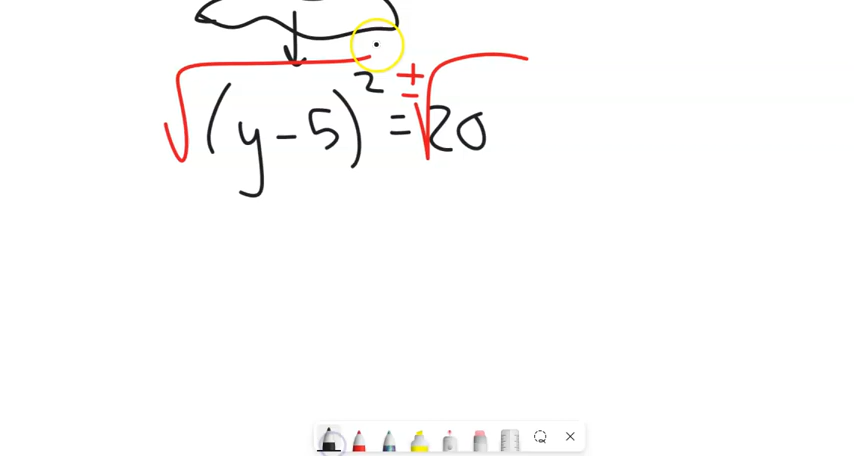 √(y-5)² = ±√20